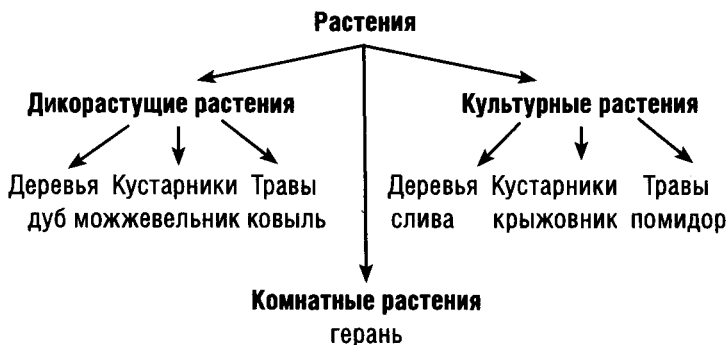 Растения
Дикорастущие растения Культурные растения
Деревья Кустарники Травы Деревья Кустарники Травы
дуб можжевельник ковыль слива крыжовник помидор
Комнатные растения
герань